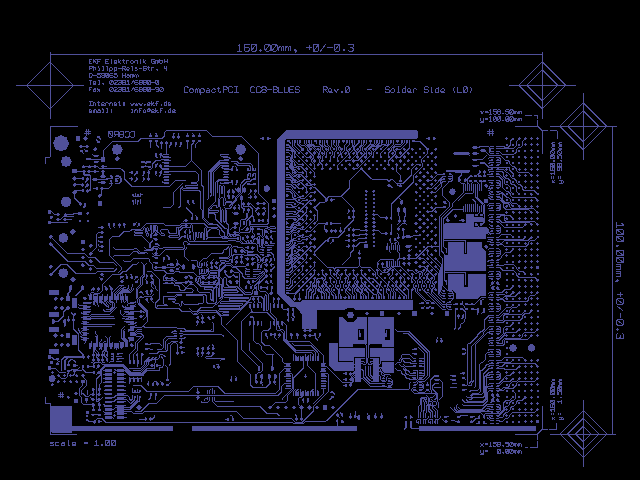 160.00mm, +0/-0.3
EKF Elektronik GmbH
Philipp-Reis-Str. 4
D-59065 Hamm
Tel. 02381/6890-0
Fax 02381/6890-90
Internet: www.ekf.de
email: info@ekf.de
CompactPCI CC8-BLUES Rev.0 - Solder Side (L0)
x=158.50mm
y=100.00mm
100.00mm, +0/-0.3
scale = 1.00
x=158.50mm
y= 0.00mm